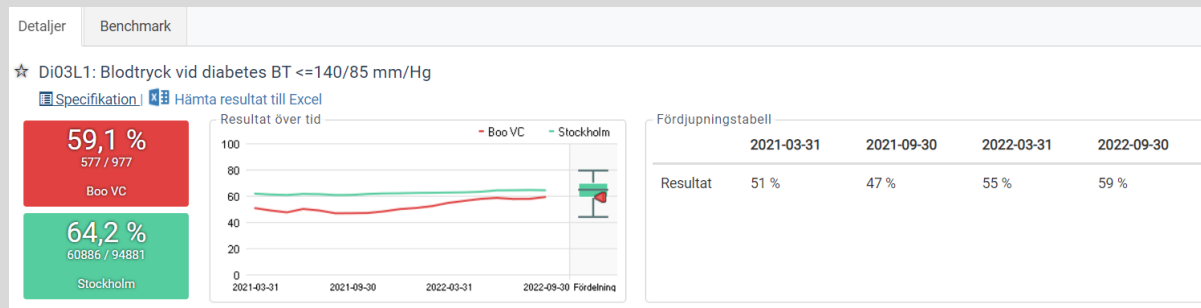 Detaljer
Benchmark
Di03L1: Blodtryck vid diabetes BT <=140/85 mm/Hg
Specifikation | Hämta resultat till Excel
59,1 %
577 / 977
Boo VC
64,2 %
60886 / 94881
Stockholm
Resultat över tid
Boo VC
Stockholm
100
80
60
40
20
0
2021-03-31 2021-09-30 2022-03-31 2022-09-30 Fördelning
Fördjupningstabell
2021-03-31 2021-09-30 2022-03-31 2022-09-30
Resultat 51 % 47 % 55 % 59 %